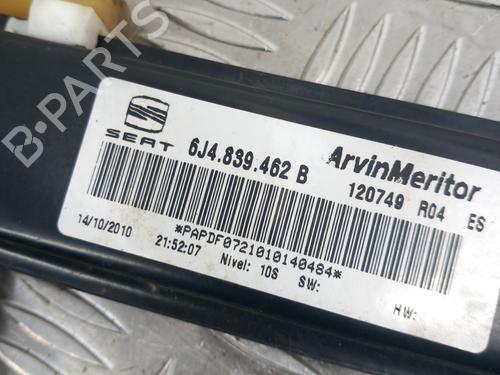 SEAT
6J4.839.462 B
ArvinMeritor
120749 R04 ES
*PAPDF0721010140484*
14/10/2010
21:52:07 Nivel: 10S SW: HW:
B-PARTS